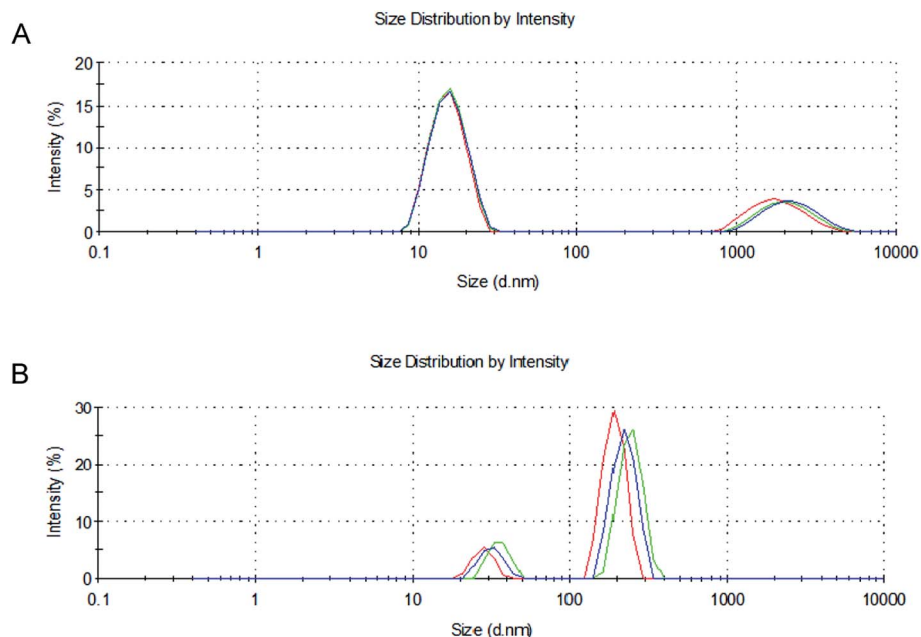 A
Size Distribution by Intensity
20
15
10
5
0
Intensity (%)
0.1 1 10 100 1000 10000
Size (d.nm)
B
Size Distribution by Intensity
30
20
10
0
Intensity (%)
0.1 1 10 100 1000 10000
Size (d.nm)